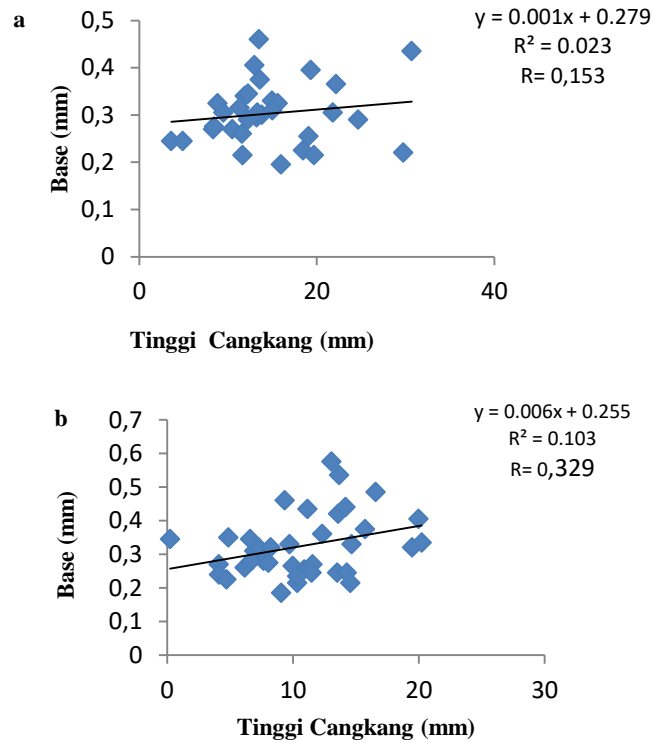 a
y = 0.001x + 0.279
R² = 0.023
R= 0,153
0,5
0,4
0,3
0,2
0,1
0
Base (mm)
0 20 40
Tinggi Cangkang (mm)
b
y = 0.006x + 0.255
R² = 0.103
R= 0,329
0,7
0,6
0,5
0,4
0,3
0,2
0,1
0
Base (mm)
0 10 20 30
Tinggi Cangkang (mm)